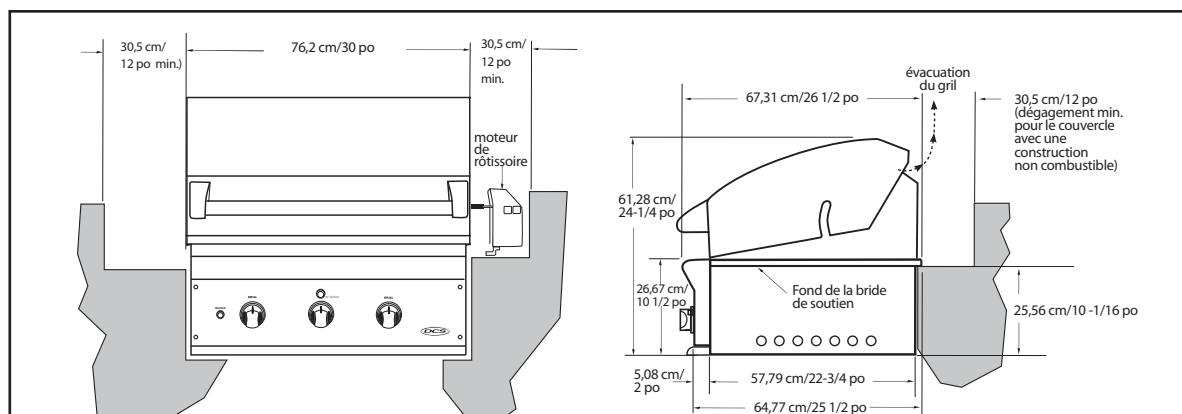 30,5 cm/
12 po min.)
76,2 cm/30 po
30,5 cm/
12 po
min.
moteur
de
rôtissoire
DCS
67,31 cm/26 1/2 po
évacuation
du gril
30,5 cm/12 po
(dégagement min.
pour le couvercle
avec une
construction
non combustible)
61,28 cm/
24-1/4 po
26,67 cm/
10 1/2 po
Fond de la bride
de soutien
25,56 cm/10 -1/16 po
5,08 cm/
2 po
57,79 cm/22-3/4 po
64,77 cm/25 1/2 po